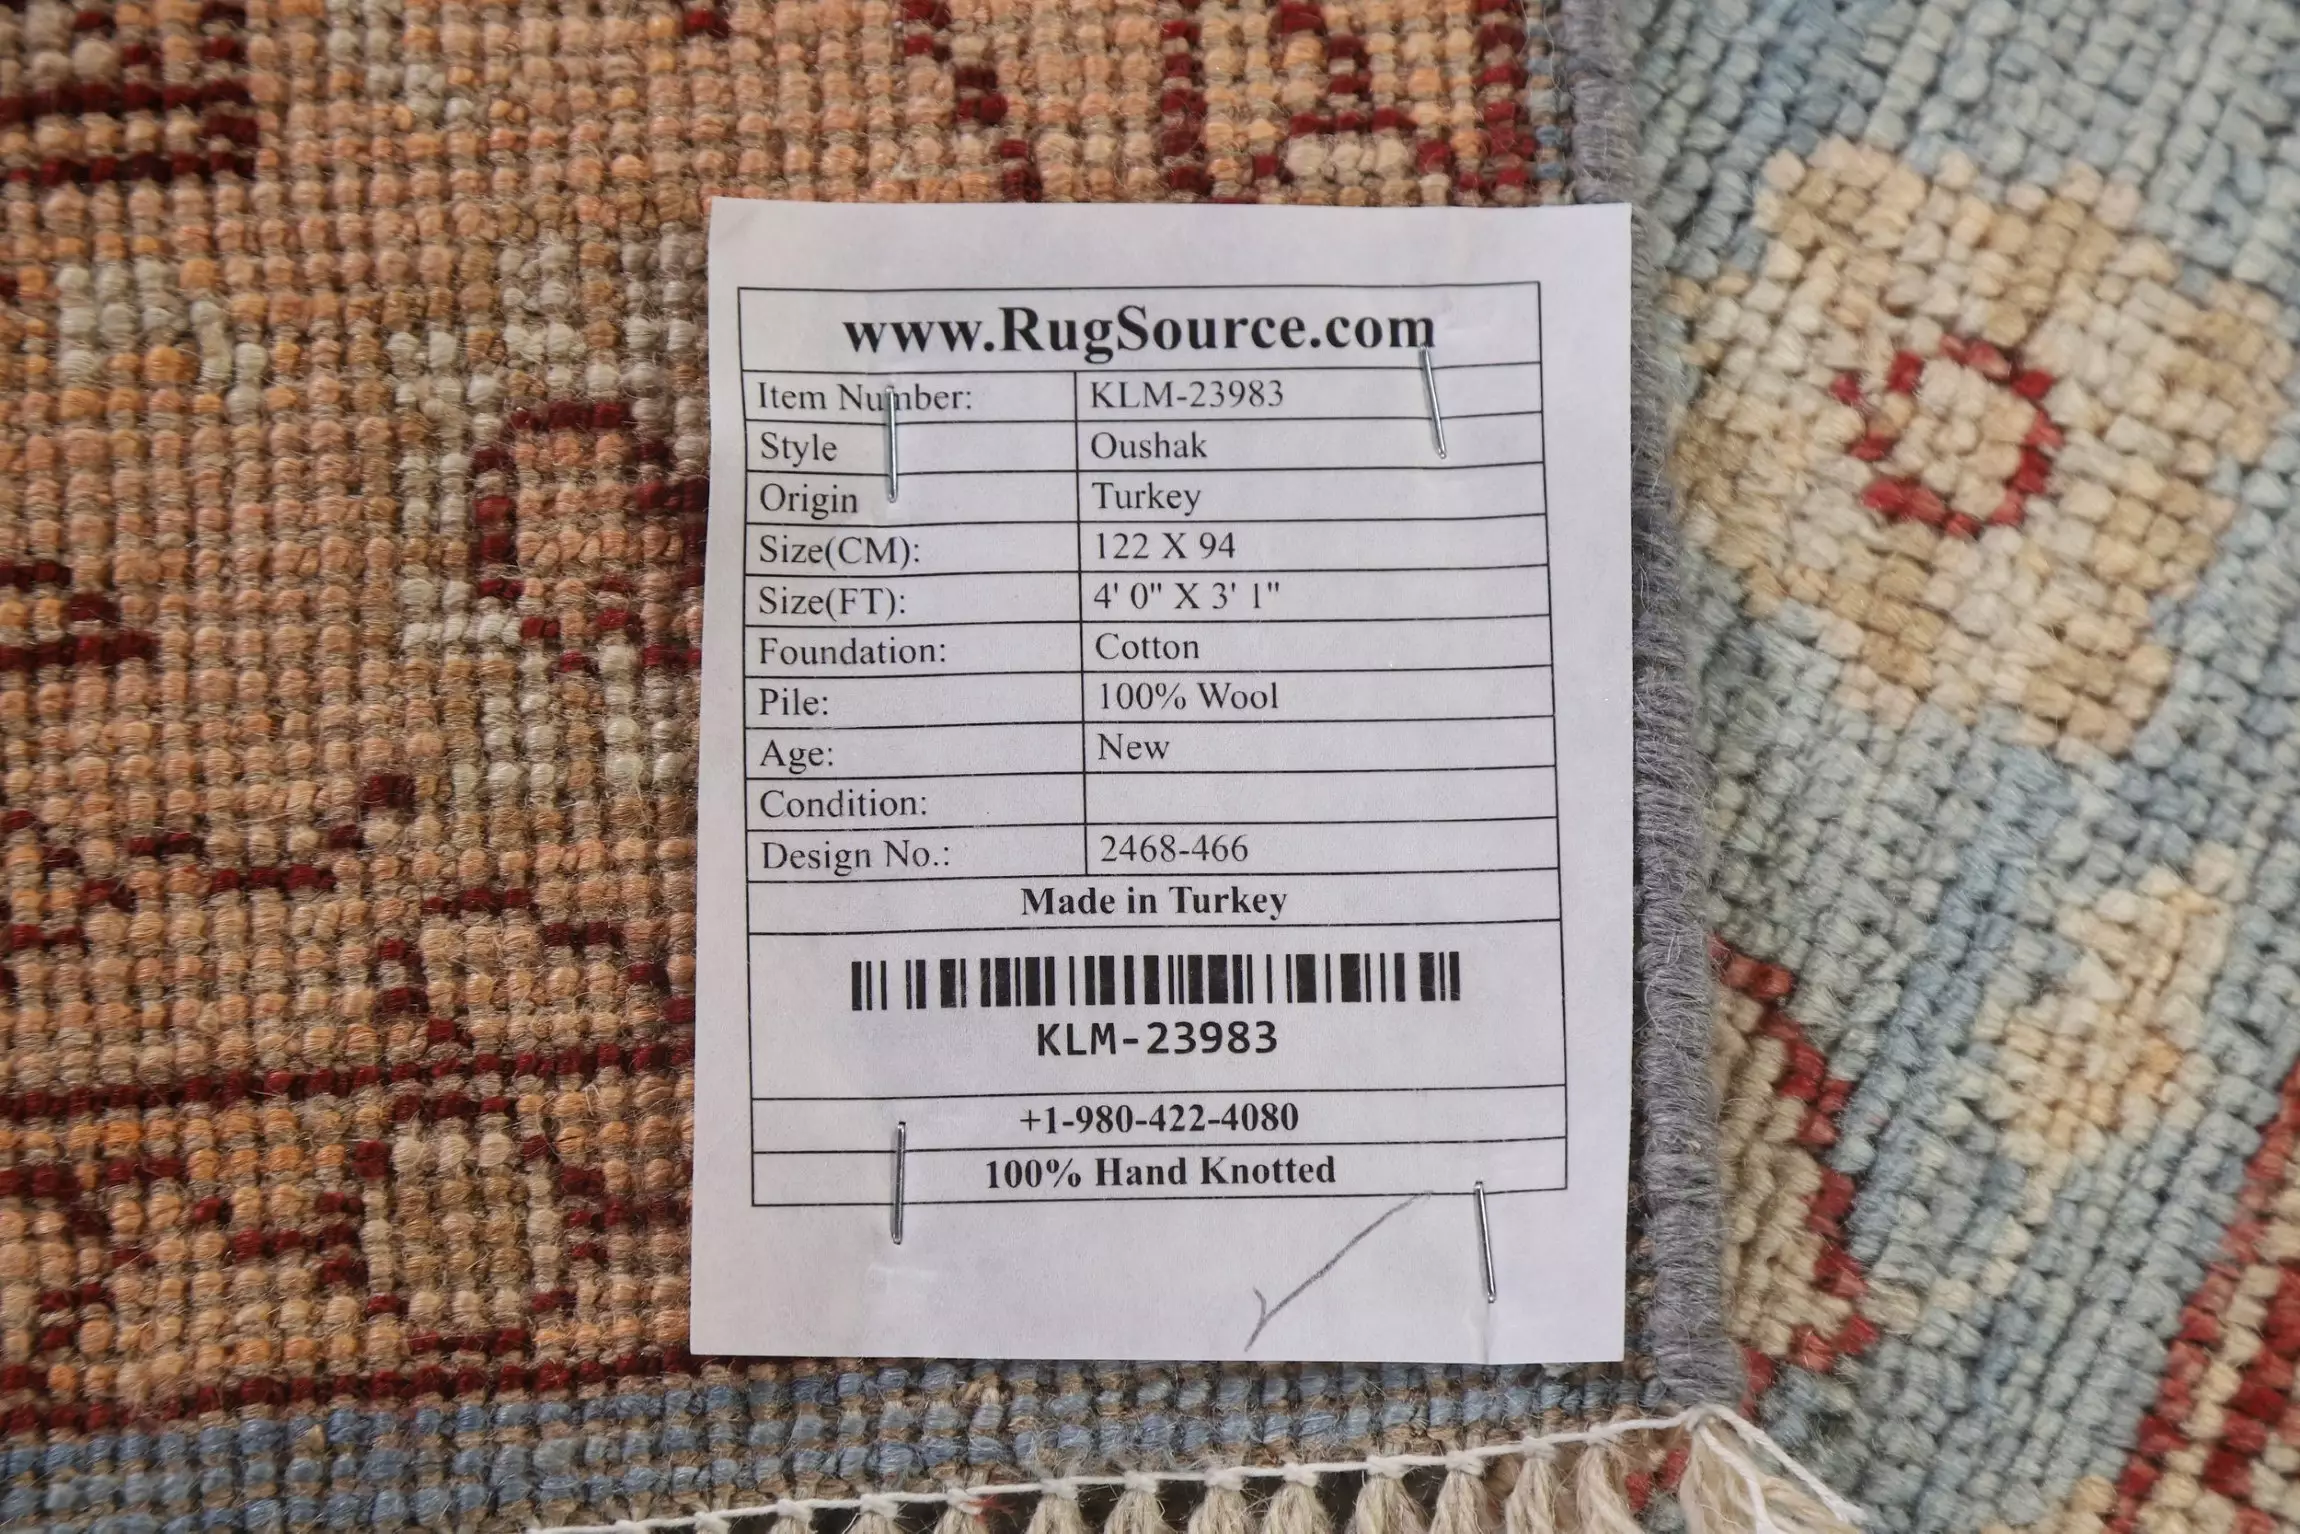 www.RugSource.com
Item Number: KLM-23983
Style Oushak
Origin Turkey
Size(CM): 122 X 94
Size(FT): 4' 0" X 3' 1"
Foundation: Cotton
Pile: 100% Wool
Age: New
Condition:
Design No.: 2468-466
Made in Turkey
KLM-23983
+1-980-422-4080
100% Hand Knotted